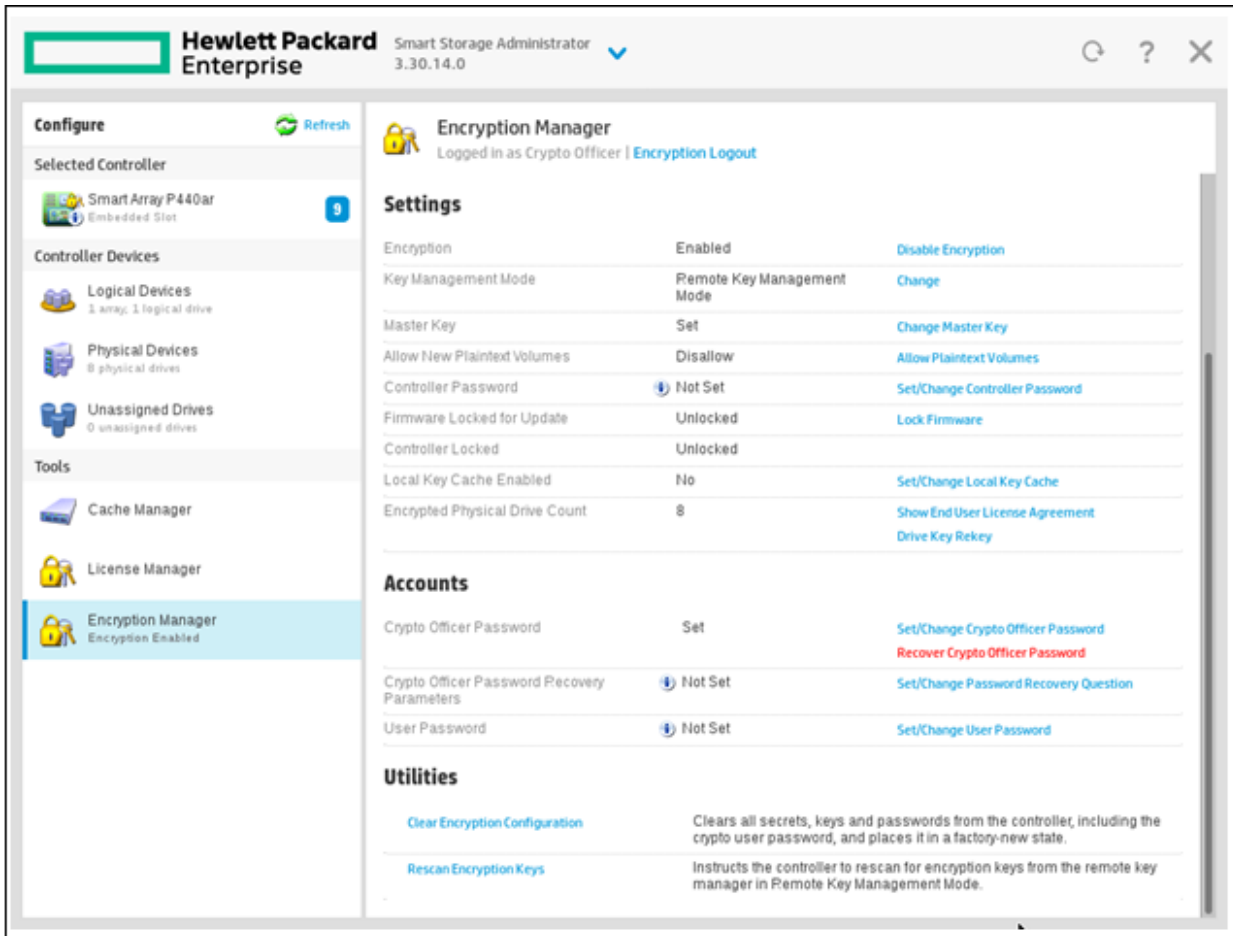 Hewlett Packard
Enterprise
Smart Storage Administrator
3.30.14.0
?
Configure
Refresh
Selected Controller
Smart Array P440ar
Embedded Slot
9
Controller Devices
Logical Devices
1 array; 1 logical drive
Physical Devices
8 physical drives
Unassigned Drives
0 unassigned drives
Tools
Cache Manager
License Manager
Encryption Manager
Encryption Enabled
Encryption Manager
Logged in as Crypto Officer | Encryption Logout
Settings
Encryption Enabled Disable Encryption
Key Management Mode Remote Key Management Change
Mode
Master Key Set Change Master Key
Allow New Plaintext Volumes Disallow Allow Plaintext Volumes
Controller Password Not Set Set/Change Controller Password
Firmware Locked for Update Unlocked Lock Firmware
Controller Locked Unlocked
Local Key Cache Enabled No Set/Change Local Key Cache
Encrypted Physical Drive Count 8 Show End User License Agreement
Drive Key Rekey
Accounts
Crypto Officer Password Set Set/Change Crypto Officer Password
Recover Crypto Officer Password
Crypto Officer Password Recovery Not Set Set/Change Password Recovery Question
Parameters
User Password Not Set Set/Change User Password
Utilities
Clear Encryption Configuration Clears all secrets, keys and passwords from the controller, including the
crypto user password, and places it in a factory-new state.
Rescan Encryption Keys Instructs the controller to rescan for encryption keys from the remote key
manager in Remote Key Management Mode.